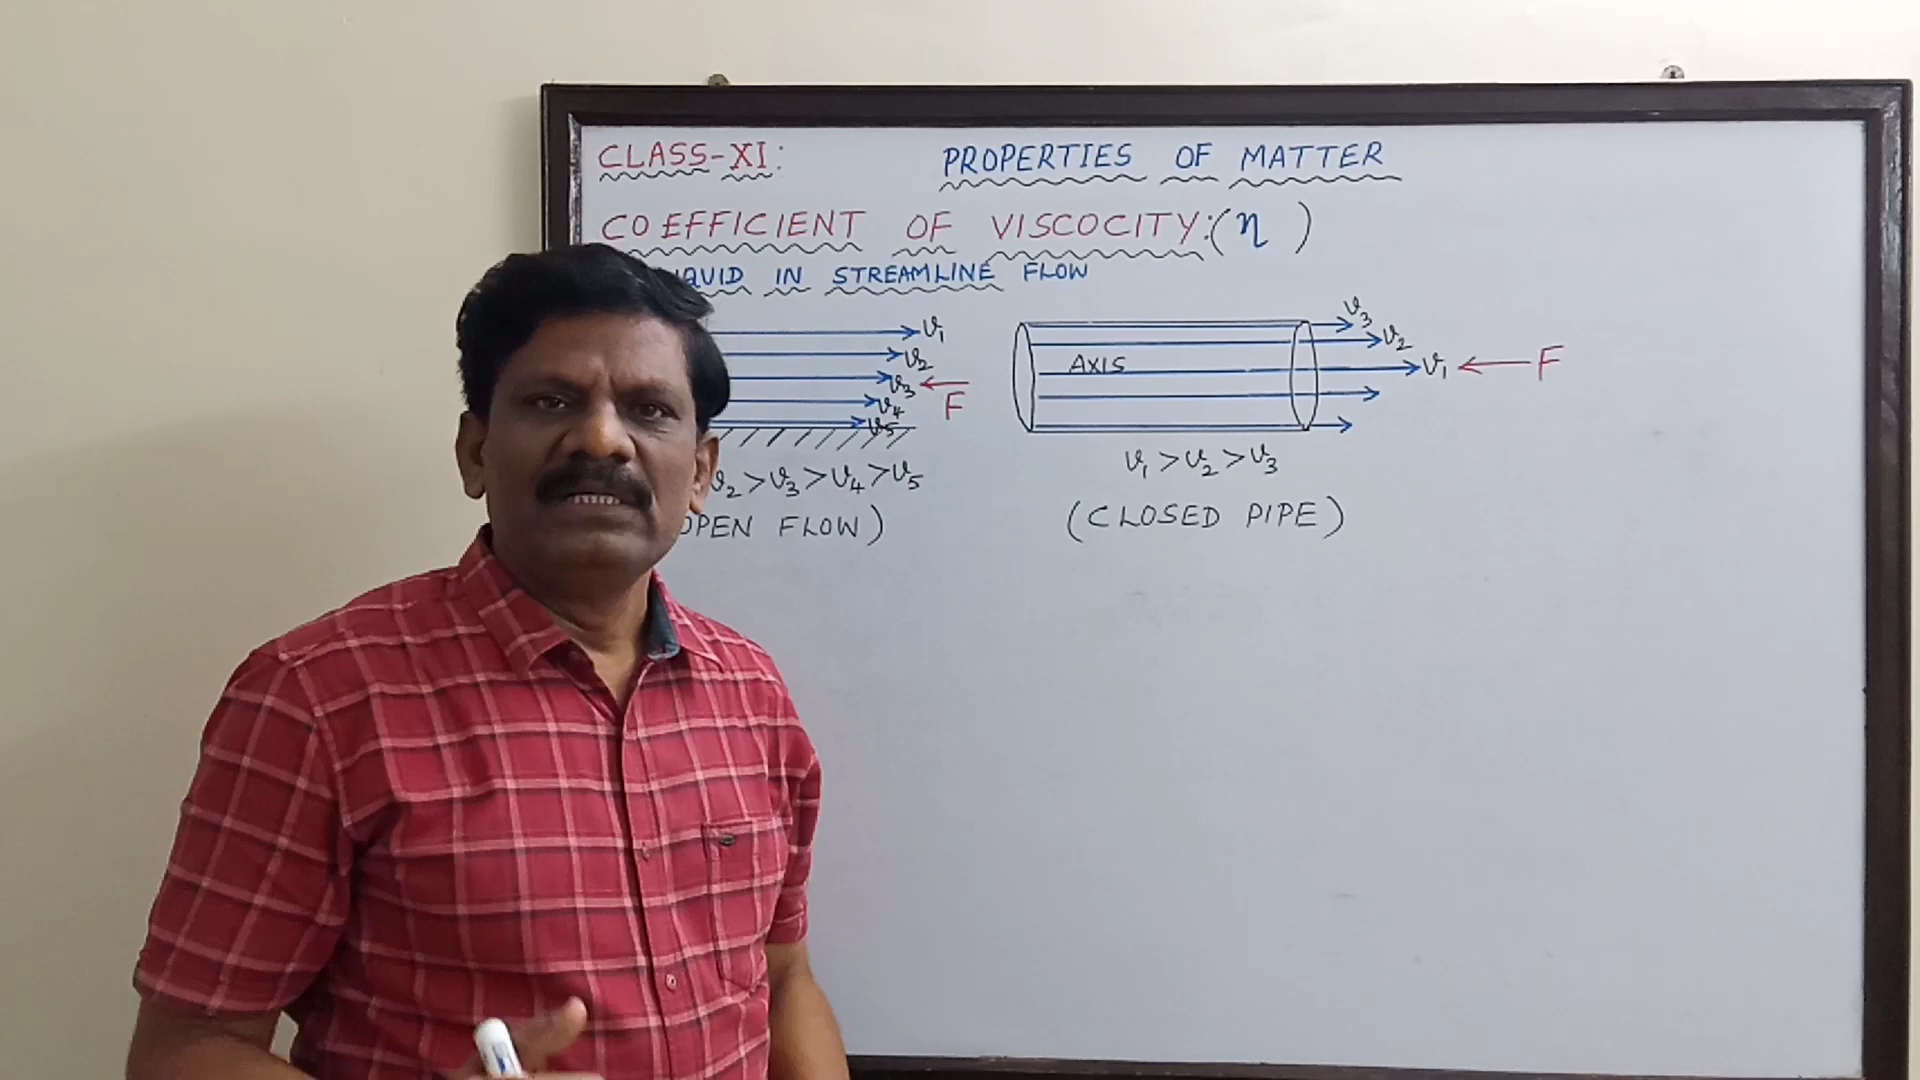 CLASS-XI: PROPERTIES OF MATTER
COEFFICIENT OF VISCOCITY:(η )
IN STREAMLINE FLOW
v₁
v₂
v₃
v₄
v₅
F
v₂ > v₃ > v₄ > v₅
OPEN FLOW)
v₃
v₂
AXIS v₁ F
v₁ > v₂ > v₃
(CLOSED PIPE)